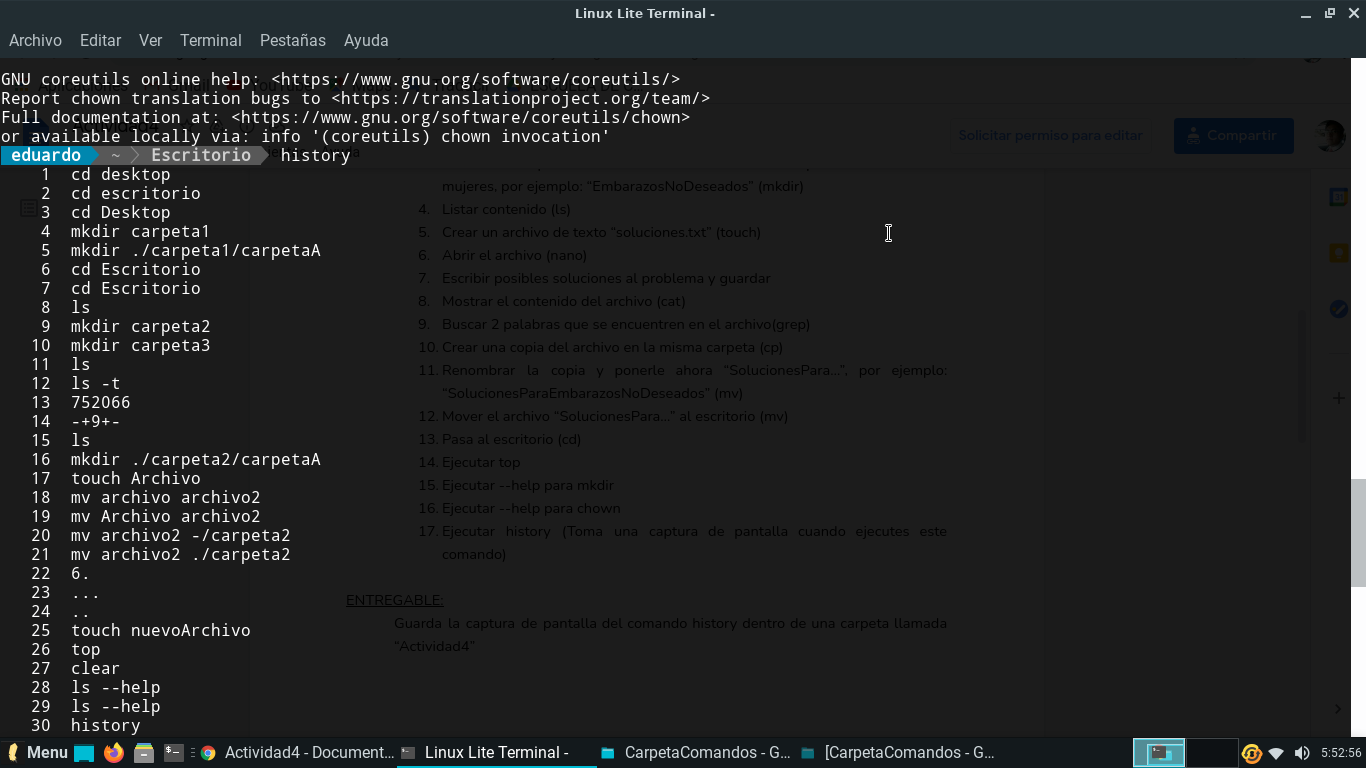 Linux Lite Terminal -
Archivo Editar Ver Terminal Pestañas Ayuda
GNU coreutils online help: <https://www.gnu.org/software/coreutils/>
Report chown translation bugs to <https://translationproject.org/team/>
Full documentation at: <https://www.gnu.org/software/coreutils/chown>
or available locally via: info '(coreutils) chown invocation'
Solicitar permiso para editar Compartir
eduardo ~ Escritorio history
1 cd desktop
2 cd escritorio
3 cd Desktop
4 mkdir carpeta1
5 mkdir ./carpeta1/carpetaA
6 cd Escritorio
7 cd Escritorio
8 ls
9 mkdir carpeta2
10 mkdir carpeta3
11 ls
12 ls -t
13 752066
14 -+9+-
15 ls
16 mkdir ./carpeta2/carpetaA
17 touch Archivo
18 mv archivo archivo2
19 mv Archivo archivo2
20 mv archivo2 -/carpeta2
21 mv archivo2 ./carpeta2
22 6.
23 ...
24 ..
25 touch nuevoArchivo
26 top
27 clear
28 ls --help
29 ls --help
30 history
mujeres, por ejemplo: “EmbarazosNoDeseados” (mkdir)
4. Listar contenido (ls)
5. Crear un archivo de texto “soluciones.txt” (touch)
6. Abrir el archivo (nano)
7. Escribir posibles soluciones al problema y guardar
8. Mostrar el contenido del archivo (cat)
9. Buscar 2 palabras que se encuentren en el archivo(grep)
10. Crear una copia del archivo en la misma carpeta (cp)
11. Renombrar la copia y ponerle ahora “SolucionesPara...”, por ejemplo:
“SolucionesParaEmbarazosNoDeseados” (mv)
12. Mover el archivo “SolucionesPara...” al escritorio (mv)
13. Pasa al escritorio (cd)
14. Ejecutar top
15. Ejecutar --help para mkdir
16. Ejecutar --help para chown
17. Ejecutar history (Toma una captura de pantalla cuando ejecutes este
comando)
ENTREGABLE:
Guarda la captura de pantalla del comando history dentro de una carpeta llamada
“Actividad4”
Menu Actividad4 - Document... Linux Lite Terminal - CarpetaComandos - G... [CarpetaComandos - G... 5:52:56